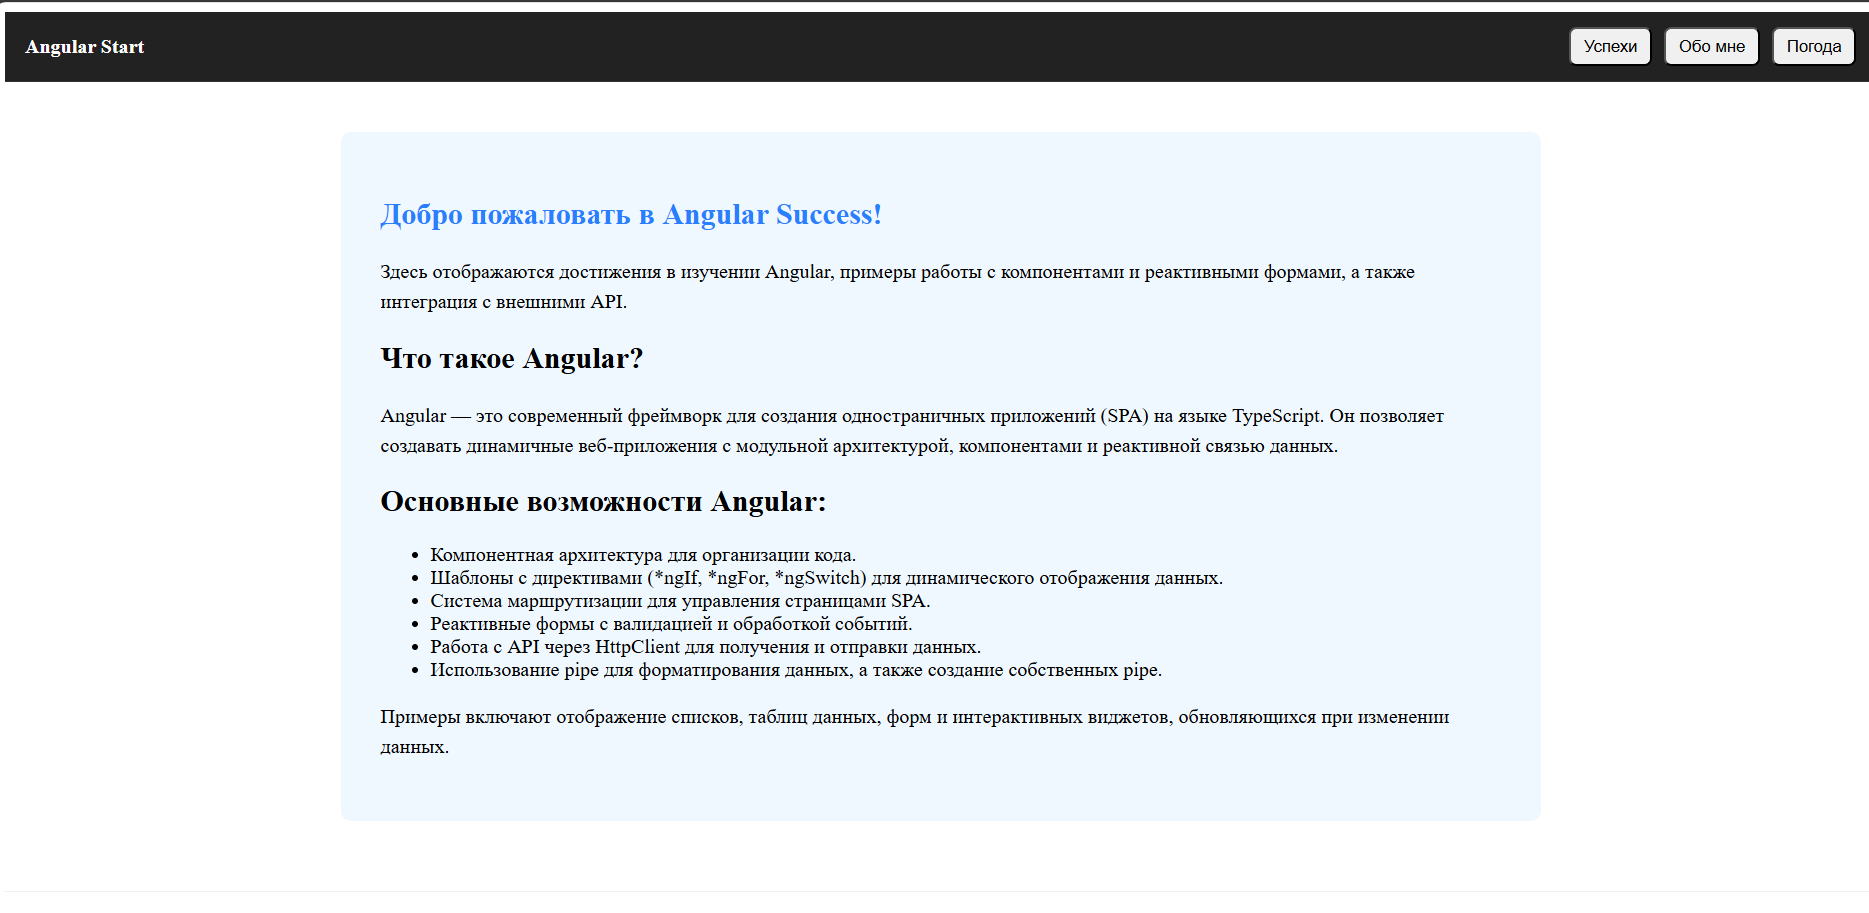 Angular Start
Успехи
Обо мне
Погода
Добро пожаловать в Angular Success!
Здесь отображаются достижения в изучении Angular, примеры работы с компонентами и реактивными формами, а также
интеграция с внешними API.
Что такое Angular?
Angular — это современный фреймворк для создания одностраничных приложений (SPA) на языке TypeScript. Он позволяет
создавать динамичные веб-приложения с модульной архитектурой, компонентами и реактивной связью данных.
Основные возможности Angular:
• Компонентная архитектура для организации кода.
• Шаблоны с директивами (*ngIf, *ngFor, *ngSwitch) для динамического отображения данных.
• Система маршрутизации для управления страницами SPA.
• Реактивные формы с валидацией и обработкой событий.
• Работа с API через HttpClient для получения и отправки данных.
• Использование pipe для форматирования данных, а также создание собственных pipe.
Примеры включают отображение списков, таблиц данных, форм и интерактивных виджетов, обновляющихся при изменении
данных.